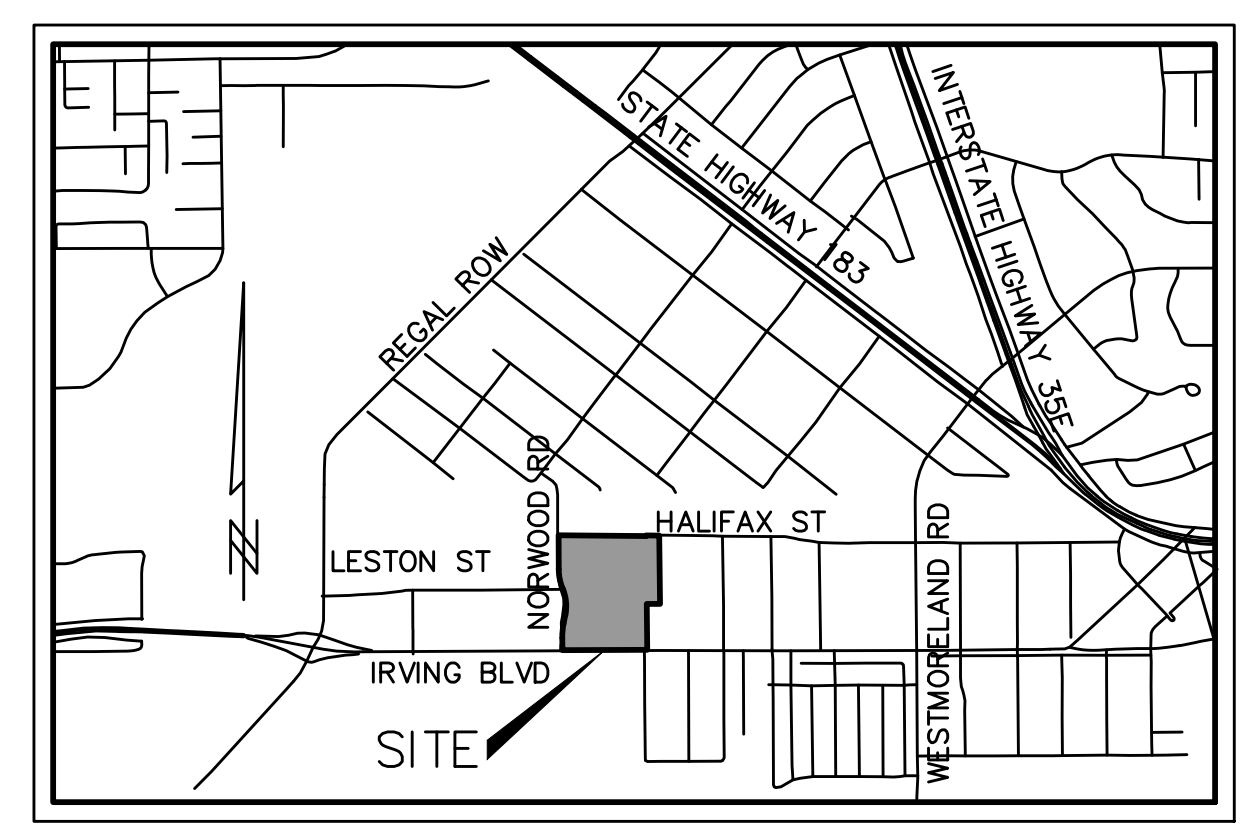 STATE HIGHWAY 183
INTERSTATE HIGHWAY 35E
REGAL ROW
NORWOOD RD
HALIFAX ST
LESTON ST
WESTMORELAND RD
N
IRVING BLVD
SITE